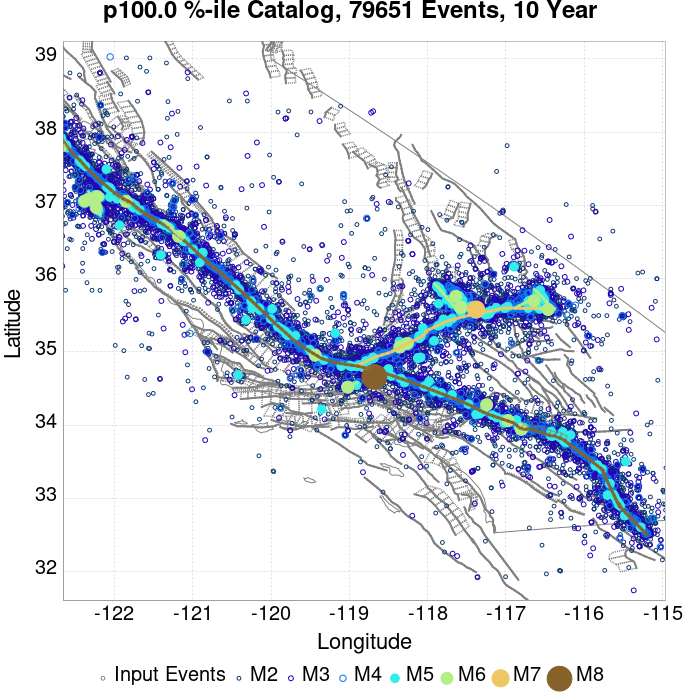 p100.0 %-ile Catalog, 79651 Events, 10 Year
39
38
37
36
35
34
33
32
Latitude
-122 -121 -120 -119 -118 -117 -116 -115
Longitude
Input Events M2 M3 M4 M5 M6 M7 M8